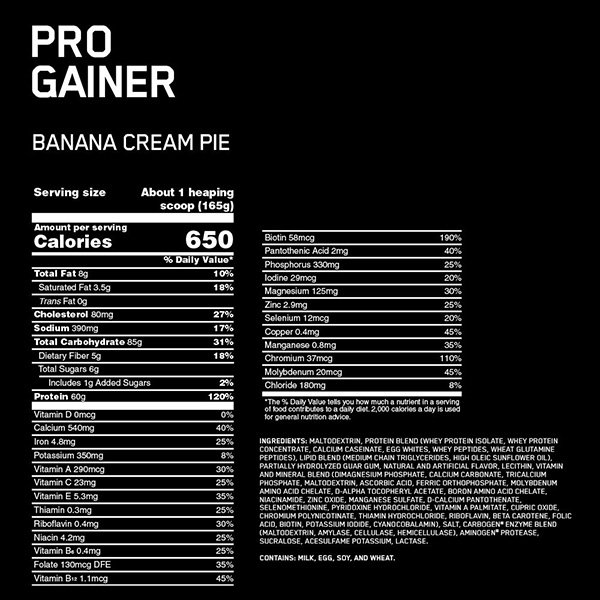 PRO
GAINER
BANANA CREAM PIE
Serving size About 1 heaping
scoop (165g)
Amount per serving
Calories 650
% Daily Value*
Total Fat 8g 10%
Saturated Fat 3.5g 18%
Trans Fat 0g
Cholesterol 80mg 27%
Sodium 390mg 17%
Total Carbohydrate 85g 31%
Dietary Fiber 5g 18%
Total Sugars 6g
Includes 1g Added Sugars 2%
Protein 60g 120%
Vitamin D 0mcg 0%
Calcium 540mg 40%
Iron 4.8mg 25%
Potassium 350mg 8%
Vitamin A 290mcg 30%
Vitamin C 23mg 25%
Vitamin E 5.3mg 35%
Thiamin 0.3mg 25%
Riboflavin 0.4mg 30%
Niacin 4.2mg 25%
Vitamin B₆ 0.4mg 25%
Folate 130mcg DFE 35%
Vitamin B₁₂ 1.1mcg 45%
Biotin 58mcg 190%
Pantothenic Acid 2mg 40%
Phosphorus 330mg 25%
Iodine 29mcg 20%
Magnesium 125mg 30%
Zinc 2.9mg 25%
Selenium 12mcg 20%
Copper 0.4mg 45%
Manganese 0.8mg 35%
Chromium 37mcg 110%
Molybdenum 20mcg 45%
Chloride 180mg 8%
*The % Daily Value tells you how much a nutrient in a serving
of food contributes to a daily diet. 2,000 calories a day is used
for general nutrition advice.
INGREDIENTS: MALTODEXTRIN, PROTEIN BLEND (WHEY PROTEIN ISOLATE, WHEY PROTEIN
CONCENTRATE, CALCIUM CASEINATE, EGG WHITES, WHEY PEPTIDES, WHEAT GLUTAMINE
PEPTIDES), LIPID BLEND (MEDIUM CHAIN TRIGLYCERIDES, HIGH OLEIC SUNFLOWER OIL),
PARTIALLY HYDROLYZED GUAR GUM, NATURAL AND ARTIFICIAL FLAVOR, LECITHIN, VITAMIN
AND MINERAL BLEND (DIMAGNESIUM PHOSPHATE, CALCIUM CARBONATE, TRICALCIUM
PHOSPHATE, MALTODEXTRIN, ASCORBIC ACID, FERRIC ORTHOPHOSPHATE, MOLYBDENUM
AMINO ACID CHELATE, D-ALPHA TOCOPHERYL ACETATE, BORON AMINO ACID CHELATE,
NIACINAMIDE, ZINC OXIDE, MANGANESE SULFATE, D-CALCIUM PANTOTHENATE,
SELENOMETHIONINE, PYRIDOXINE HYDROCHLORIDE, VITAMIN A PALMITATE, CUPRIC OXIDE,
CHROMIUM POLYNICOTINATE, THIAMIN HYDROCHLORIDE, RIBOFLAVIN, BETA CAROTENE, FOLIC
ACID, BIOTIN, POTASSIUM IODIDE, CYANOCOBALAMIN), SALT, CARBOGEN® ENZYME BLEND
(MALTODEXTRIN, AMYLASE, CELLULASE, HEMICELLULASE), AMINOGEN® PROTEASE,
SUCRALOSE, ACESULFAME POTASSIUM, LACTASE.
CONTAINS: MILK, EGG, SOY, AND WHEAT.